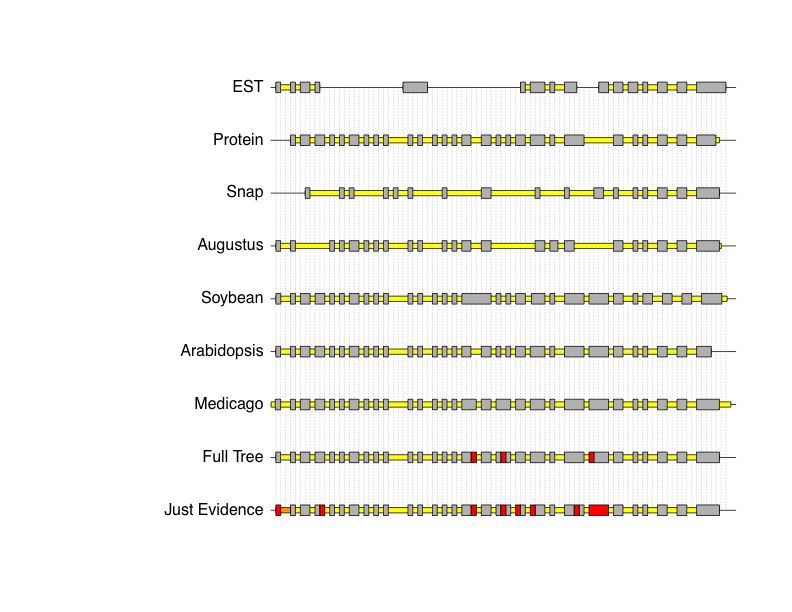 EST
Protein
Snap
Augustus
Soybean
Arabidopsis
Medicago
Full Tree
Just Evidence